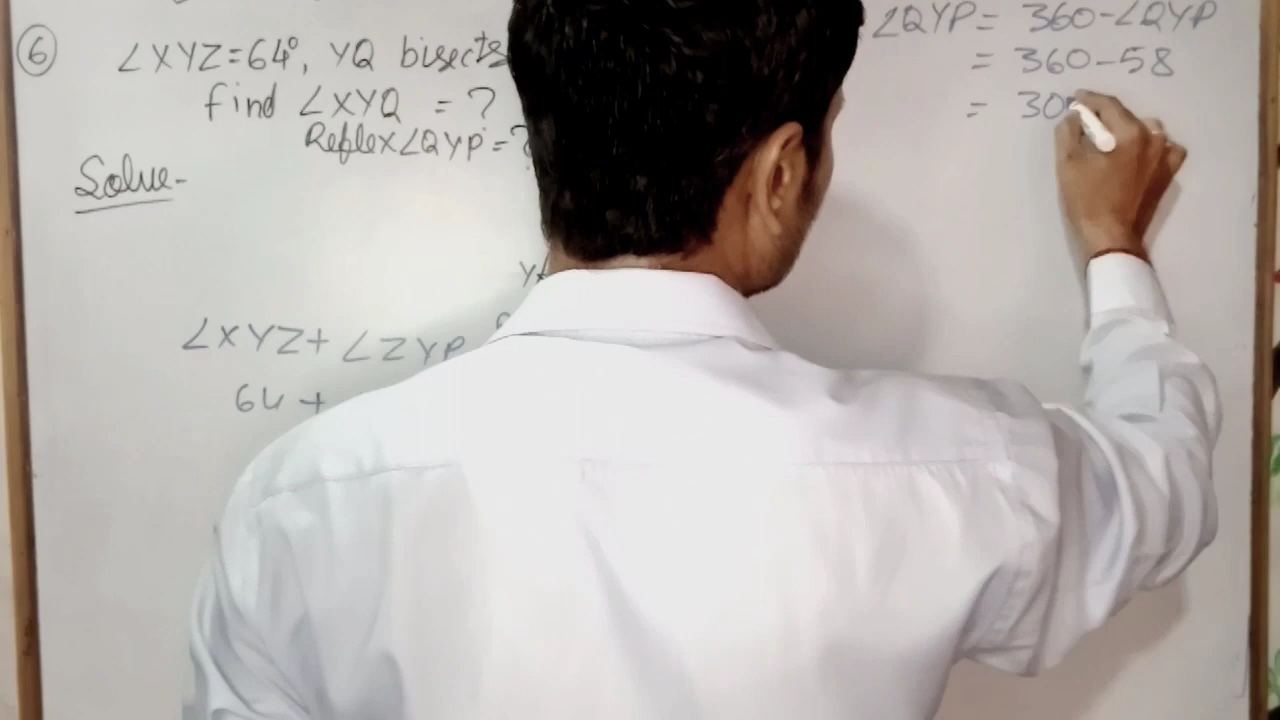 6 ∠XYZ=64°, YQ bisects
find ∠XYQ = ?
Reflex∠QYP=?
Solve-
∠XYZ+ ∠ZYP
64 +
∠QYP= 360-∠QYP
= 360-58
= 30